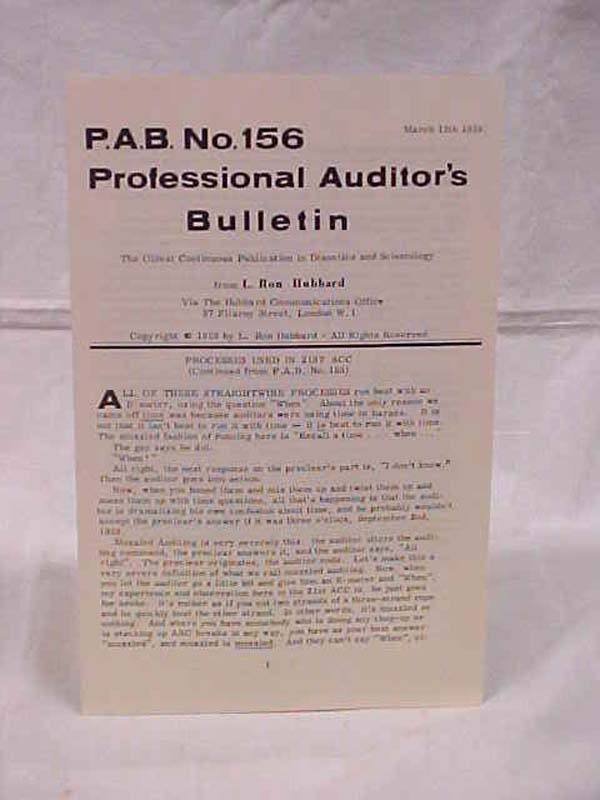 P.A.B. No.156
March 15th 1959
Professional Auditor's
Bulletin
The Oldest Continuous Publication in Dianetics and Scientology
from L. Ron Hubbard
Via The Hubbard Communications Office
37 Fitzroy Street, London W.1
Copyright © 1959 by L. Ron Hubbard - All Rights Reserved
PROCESSES USED IN 21ST ACC
(Continued from P.A.B. No. 155)
ALL OF THESE STRAIGHTWIRE PROCESSES run best with an
E meter, using the question "When". About the only reason we
came off time was because auditors were using time to harass. It is
not that it isn't best to run it with time — it is best to run it with time.
The muzzled fashion of running here is "Recall a time . . . when . . .
The guy says he did.
"When?"
All right, the next response on the preclear's part is, "I don't know."
Then the auditor goes into action.
Now, when you hound them and mix them up and twist them up and
mess them up with time questions, all that's happening is that the audi-
tor is dramatising his own confusion about time, and he probably wouldn't
accept the preclear's answer if it was three o'clock, September 2nd,
Muzzled Auditing is very severely this: the auditor utters the audit-
ing command, the preclear answers it, and the auditor says, "All
right". The preclear originates, the auditor nods. Let's make this a
very severe definition of what we call muzzled auditing. Now, when
you let the auditor go a little bit and give him an E-meter and "When",
my experience and observation here in the 21st ACC is, he just goes
for broke. It's rather as if you cut two strands of a three-strand rope
and he quickly bust the other strand. In other words, it's muzzled or
nothing. And where you have somebody who is doing any chop-up or
is stacking up ARC breaks in any way, you have as your best answer
"muzzled", and muzzled is muzzled. And they can't say "When", ei-
1